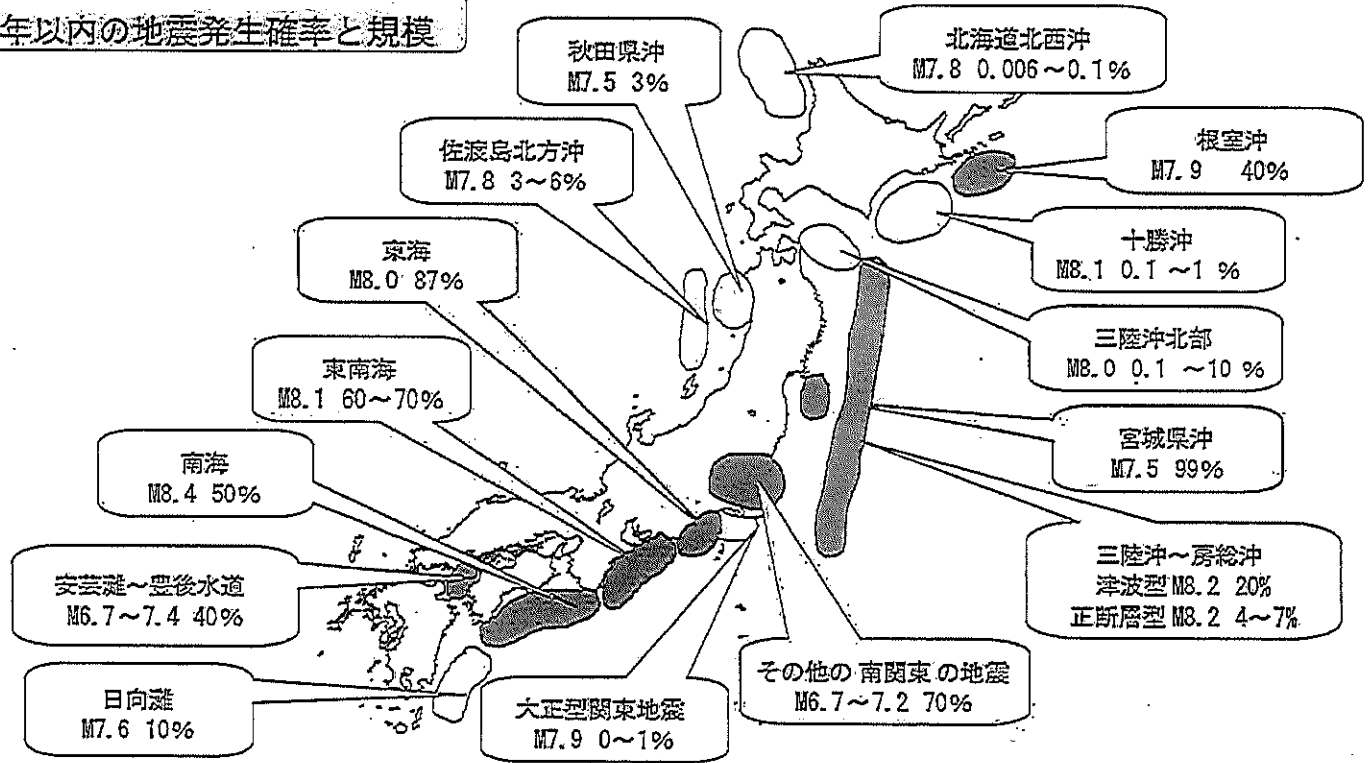 年以内の地震発生確率と規模
秋田県沖
M7.5 3%
北海道北西沖
M7.8 0.006～0.1%
佐渡島北方沖
M7.8 3～6%
根室沖
M7.9 40%
東海
M8.0 87%
十勝沖
M8.1 0.1～1 %
三陸沖北部
M8.0 0.1 ～10 %
東南海
M8.1 60～70%
宮城県沖
M7.5 99%
南海
M8.4 50%
三陸沖～房総沖
津波型M8.2 20%
正断層型M8.2 4～7%
安芸灘～豊後水道
M6.7～7.4 40%
その他の南関東の地震
M6.7～7.2 70%
日向灘
M7.6 10%
大正型関東地震
M7.9 0～1%